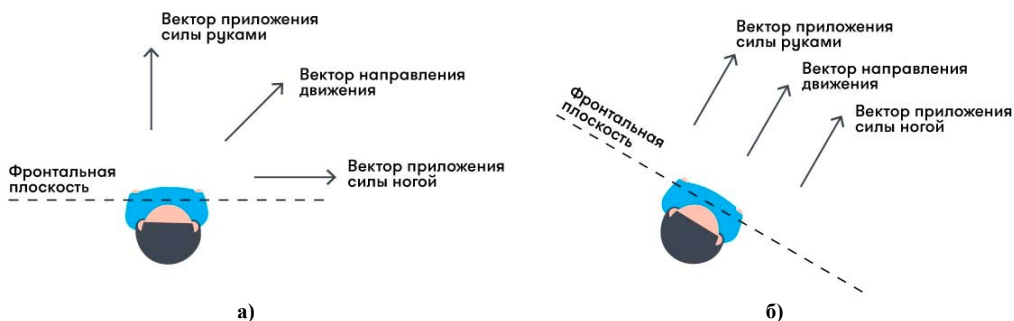 Вектор приложения
силы руками
Вектор направления
движения
Фронтальная
плоскость
Вектор приложения
силы ногой
а)
Вектор приложения
силы руками
Вектор направления
движения
Вектор приложения
силы ногой
Фронтальная
плоскость
б)